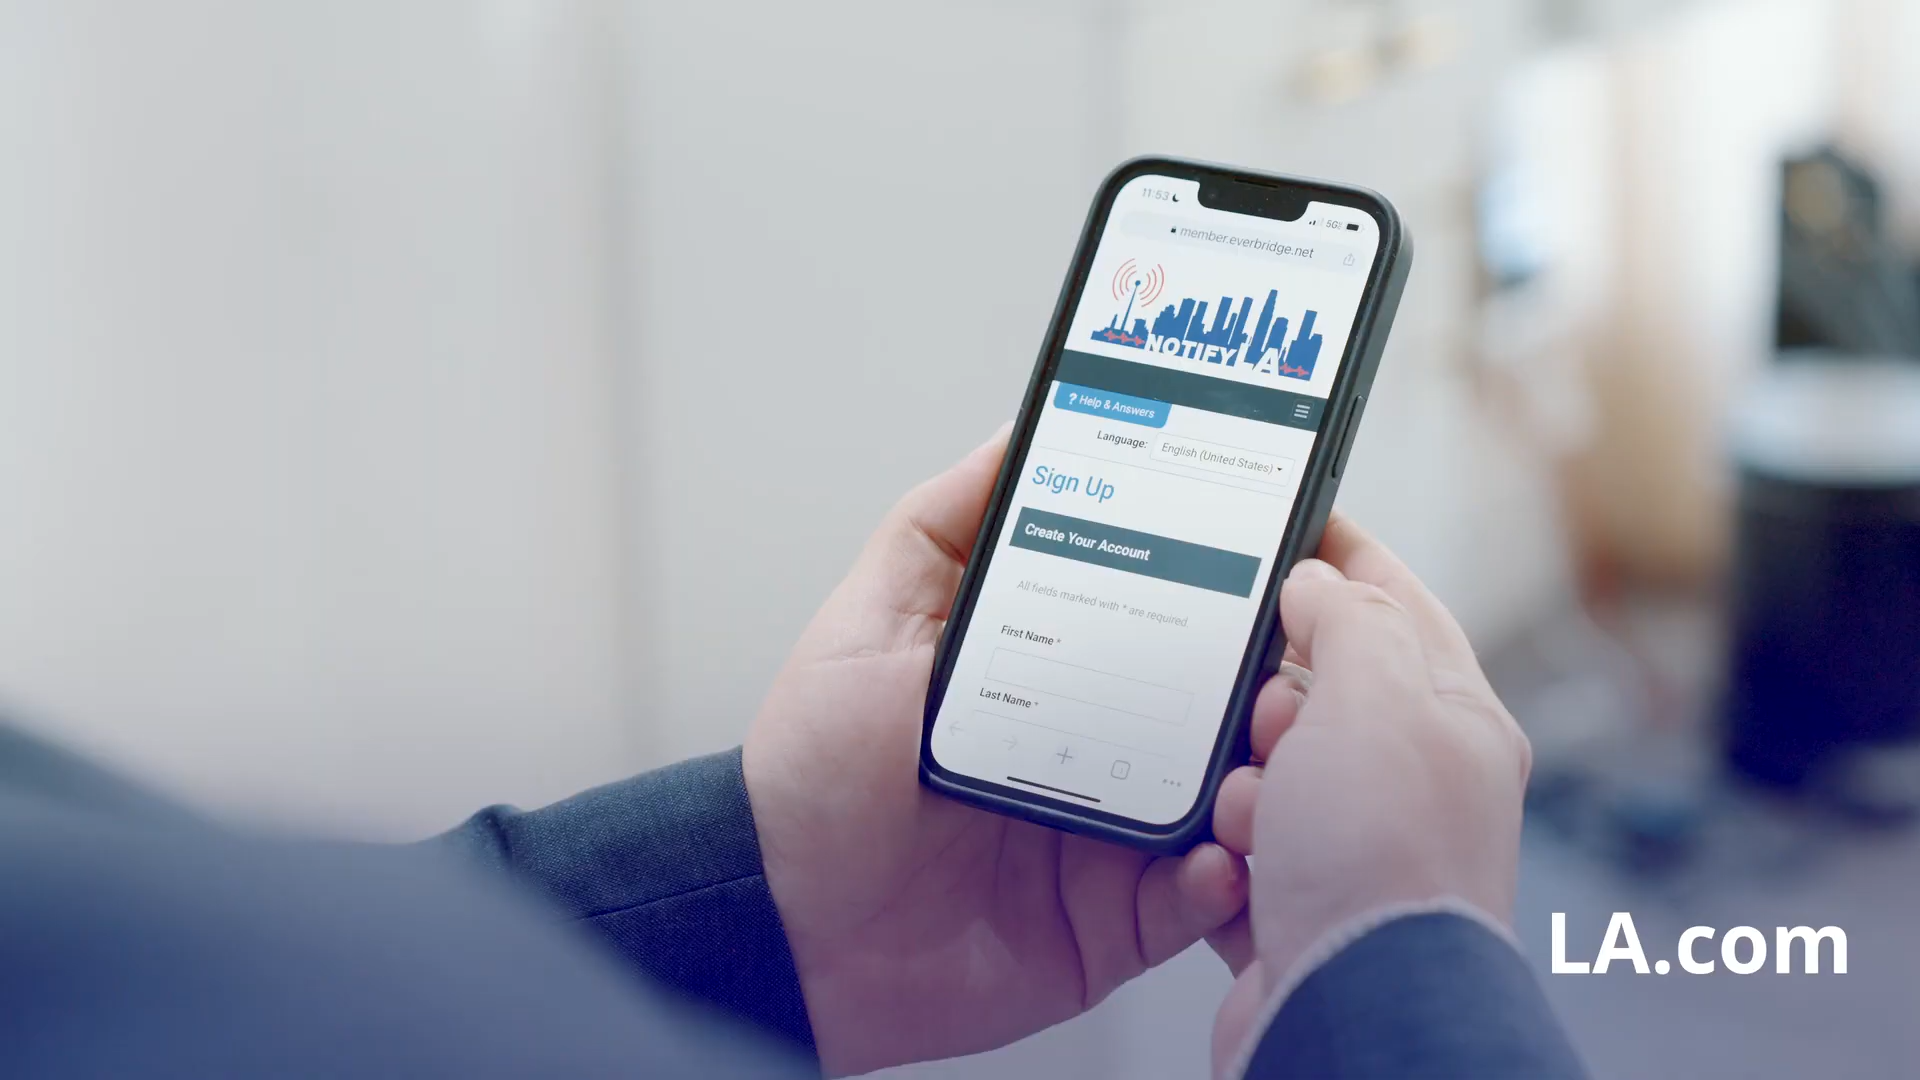 11:53
5G
member.everbridge.net
NOTIFY LA
? Help & Answers
Language: English (United States)
Sign Up
Create Your Account
All fields marked with * are required.
First Name *
Last Name *
LA.com